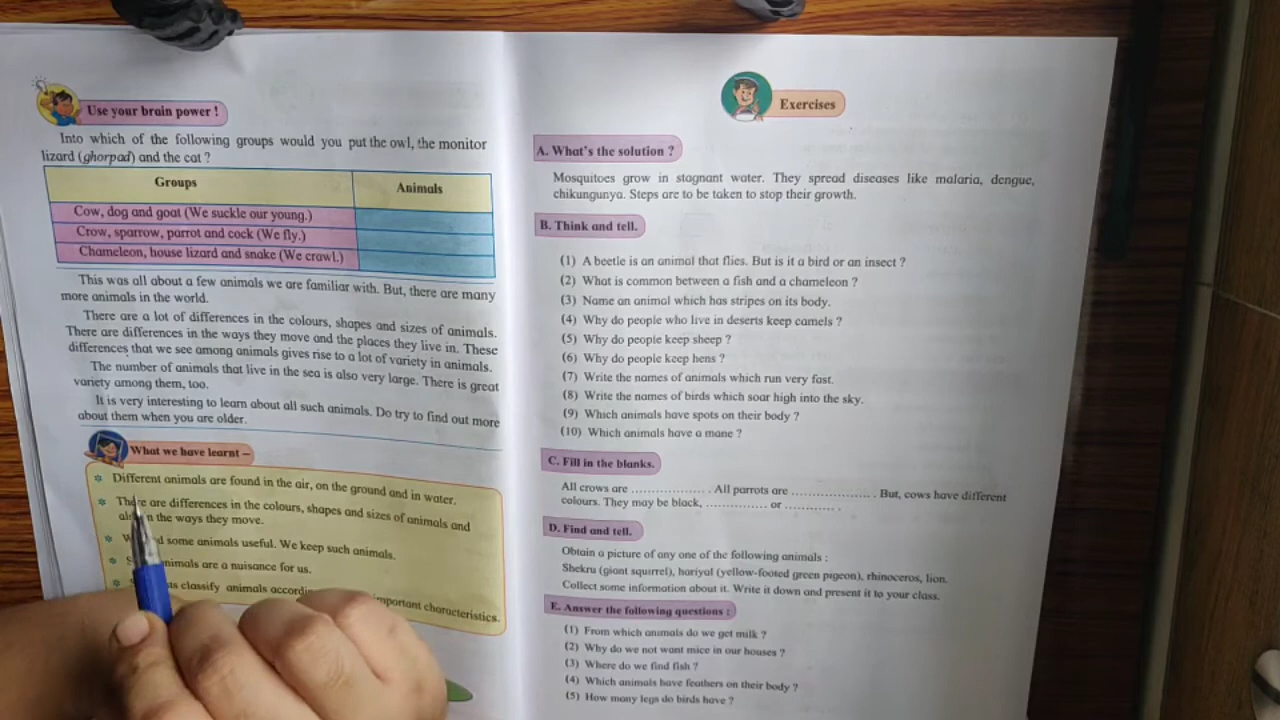 Use your brain power !
Into which of the following groups would you put the owl, the monitor
lizard (ghorpad) and the cat ?
Groups Animals
Cow, dog and goat (We suckle our young.)
Crow, sparrow, parrot and cock (We fly.)
Chameleon, house lizard and snake (We crawl.)
This was all about a few animals we are familiar with. But, there are many
more animals in the world.
There are a lot of differences in the colours, shapes and sizes of animals.
There are differences in the ways they move and the places they live in. These
differences that we see among animals gives rise to a lot of variety in animals.
The number of animals that live in the sea is also very large. There is great
variety among them, too.
It is very interesting to learn about all such animals. Do try to find out more
about them when you are older.
What we have learnt –
Different animals are found in the air, on the ground and in water.
There are differences in the colours, shapes and sizes of animals and
in the ways they move.
some animals useful. We keep such animals.
animals are a nuisance for us.
us classify animals important characteristics.
Exercises
A. What's the solution ?
Mosquitoes grow in stagnant water. They spread diseases like malaria, dengue,
chikungunya. Steps are to be taken to stop their growth.
B. Think and tell.
(1) A beetle is an animal that flies. But is it a bird or an insect ?
(2) What is common between a fish and a chameleon ?
(3) Name an animal which has stripes on its body.
(4) Why do people who live in deserts keep camels ?
(5) Why do people keep sheep ?
(6) Why do people keep hens ?
(7) Write the names of animals which run very fast.
(8) Write the names of birds which soar high into the sky.
(9) Which animals have spots on their body ?
(10) Which animals have a mane ?
C. Fill in the blanks.
All crows are ................... . All parrots are .................... . But, cows have different
colours. They may be black, ............... or ............ .
D. Find and tell.
Obtain a picture of any one of the following animals :
Shekru (giant squirrel), hariyal (yellow-footed green pigeon), rhinoceros, lion.
Collect some information about it. Write it down and present it to your class.
E. Answer the following questions :
(1) From which animals do we get milk ?
(2) Why do we not want mice in our houses ?
(3) Where do we find fish ?
(4) Which animals have feathers on their body ?
(5) How many legs do birds have ?